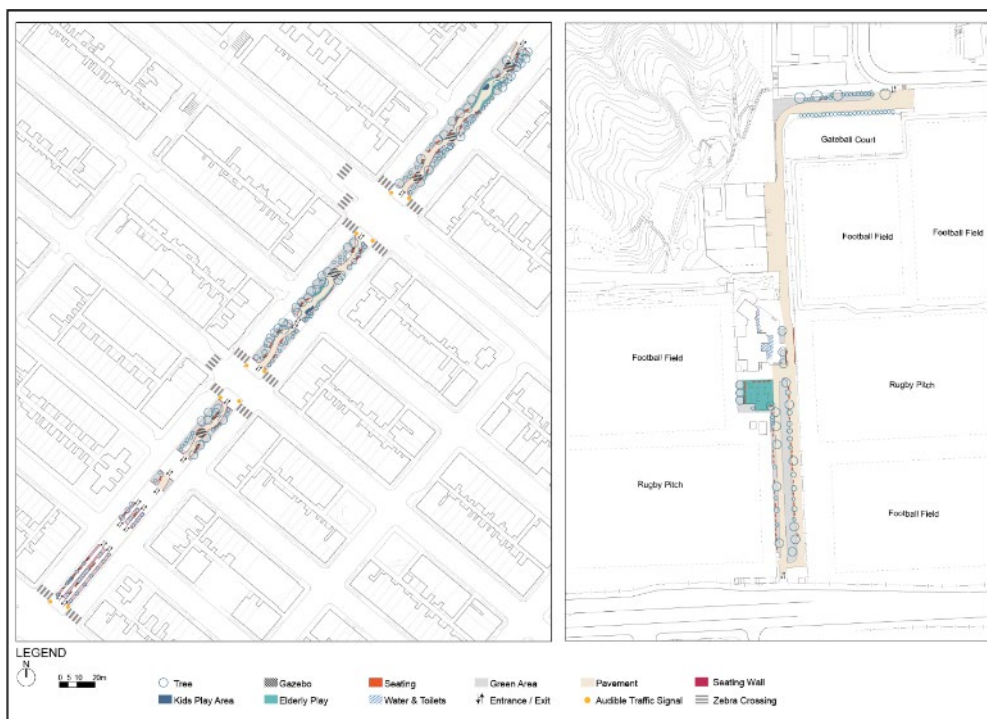 Gateball Court
Football Field
Football Field
Football Field
Rugby Pitch
Rugby Pitch
Football Field
LEGEND
N
0 5 10 20m
Tree
Gazebo
Seating
Green Area
Pavement
Seating Wall
Kids Play Area
Elderly Play
Water & Toilets
Entrance / Exit
Audible Traffic Signal
Zebra Crossing